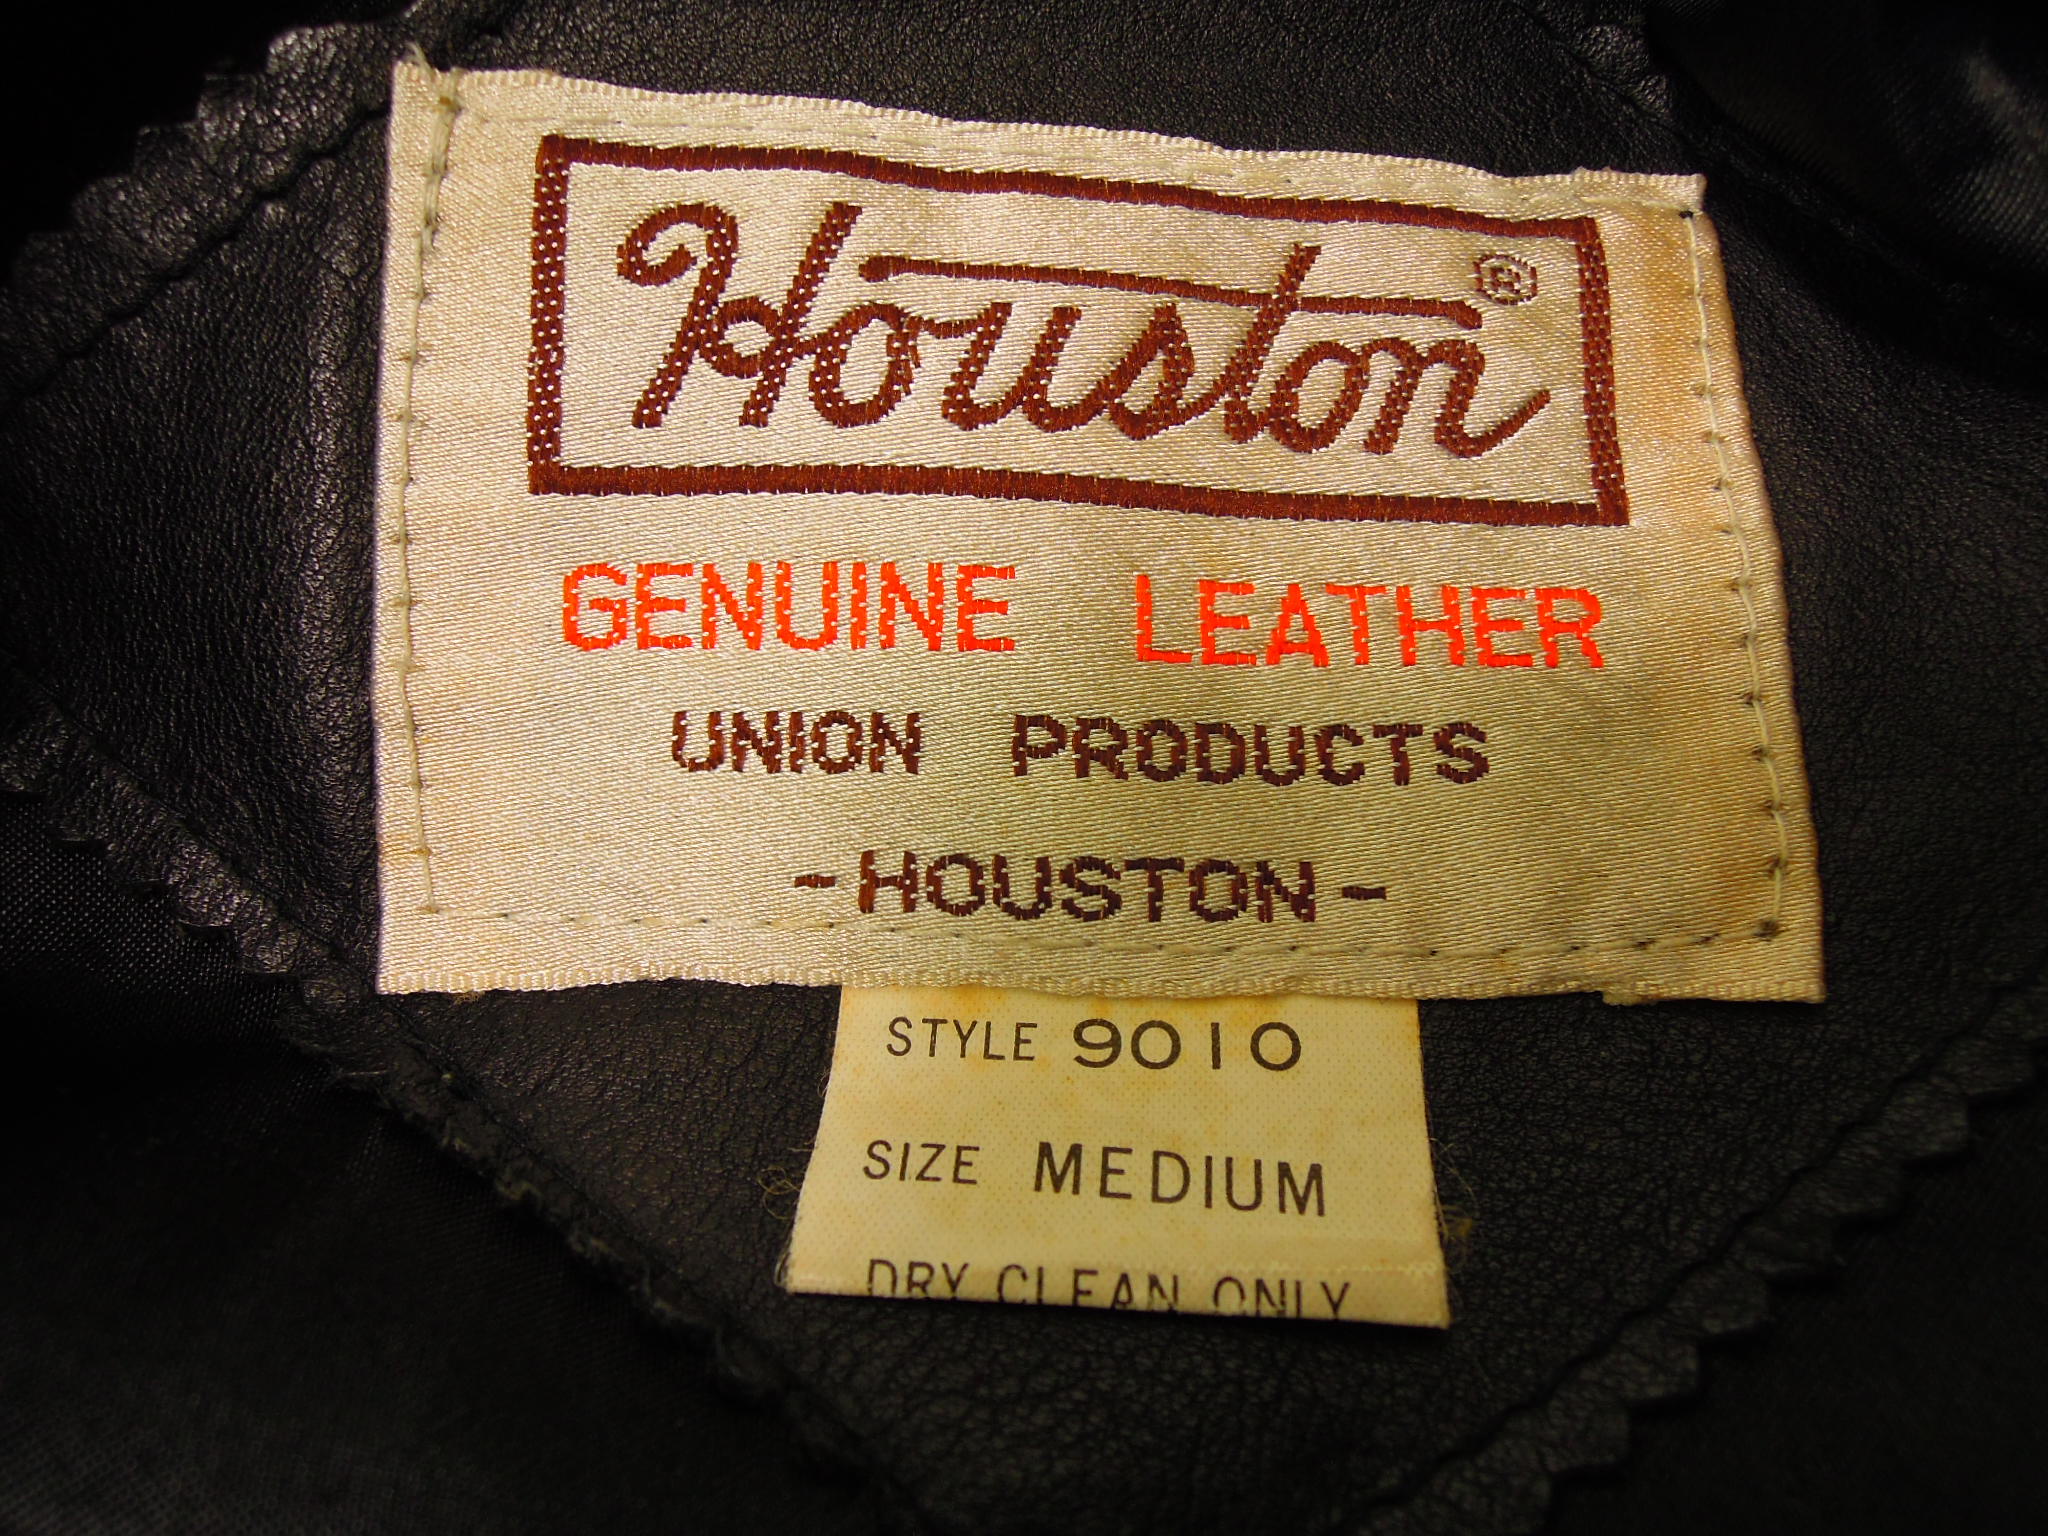 Houston ®
GENUINE LEATHER
UNION PRODUCTS
-HOUSTON-
STYLE 9010
SIZE MEDIUM
DRY CLEAN ONLY